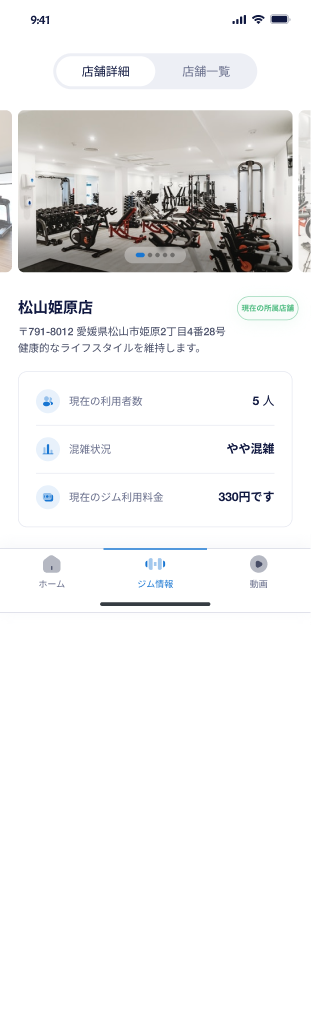 9:41
店舗詳細
店舗一覧
松山姫原店
現在の所属店舗
〒791-8012 愛媛県松山市姫原2丁目4番28号
健康的なライフスタイルを維持します。
現在の利用者数
5 人
混雑状況
やや混雑
現在のジム利用料金
330円です
ホーム
ジム情報
動画